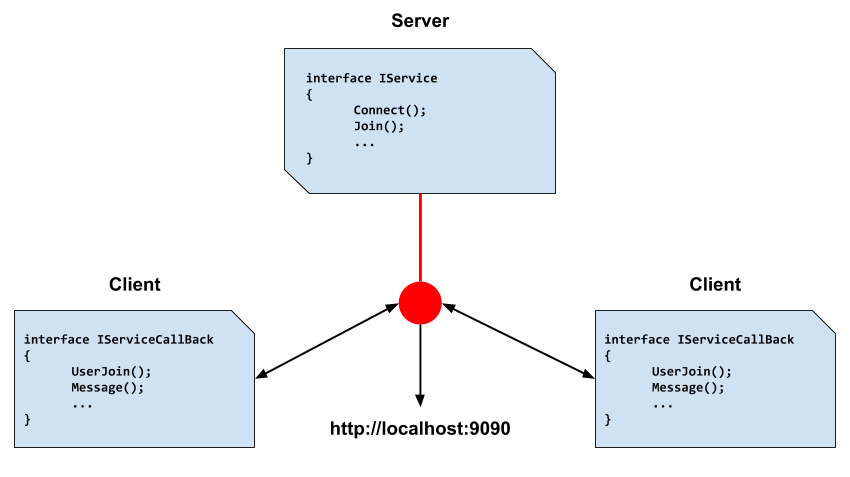 Server
interface IService
{
Connect();
Join();
...
}
Client
interface IServiceCallBack
{
UserJoin();
Message();
...
}
Client
interface IServiceCallBack
{
UserJoin();
Message();
...
}
http://localhost:9090